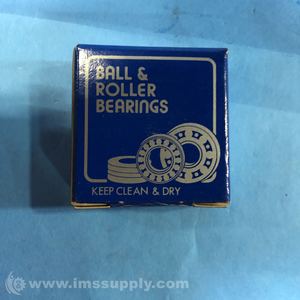 BALL &
ROLLER
BEARINGS
KEEP CLEAN & DRY
www.imssupply.com